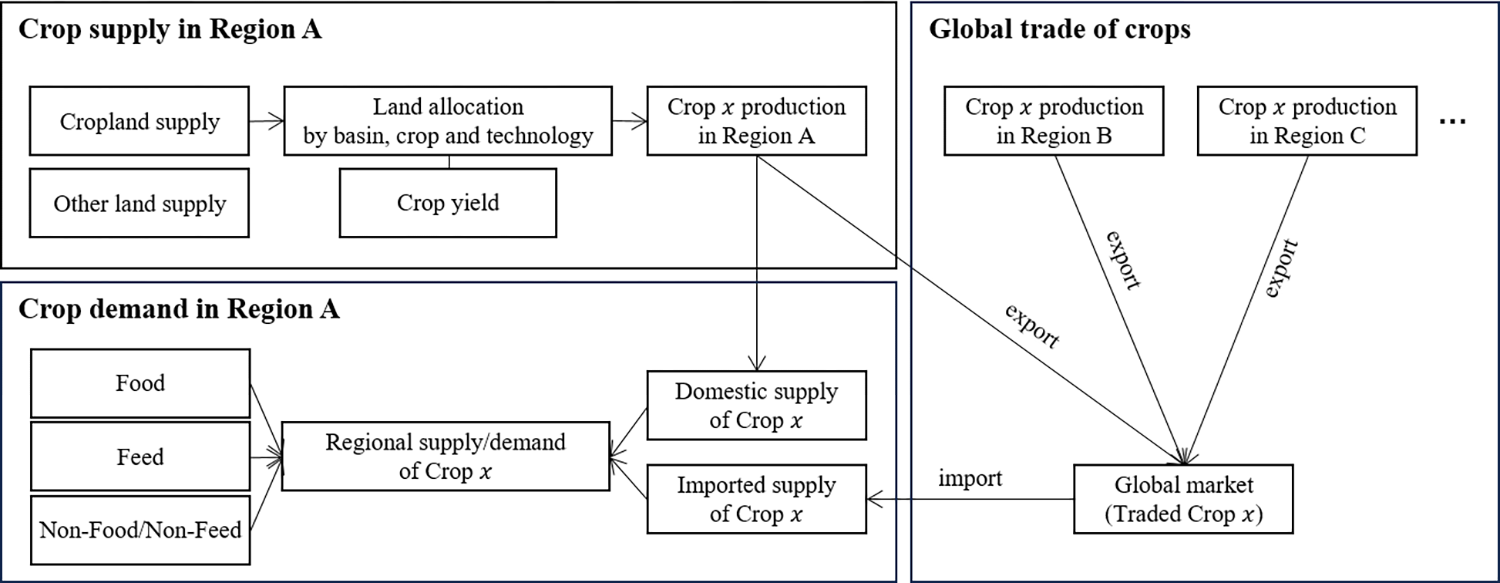 Crop supply in Region A
Cropland supply
Land allocation
by basin, crop and technology
Crop x production
in Region A
Other land supply
Crop yield
Crop demand in Region A
Food
Feed
Non-Food/Non-Feed
Regional supply/demand
of Crop x
Domestic supply
of Crop x
Imported supply
of Crop x
Global trade of crops
Crop x production
in Region B
Crop x production
in Region C
...
export
export
export
import
Global market
(Traded Crop x)